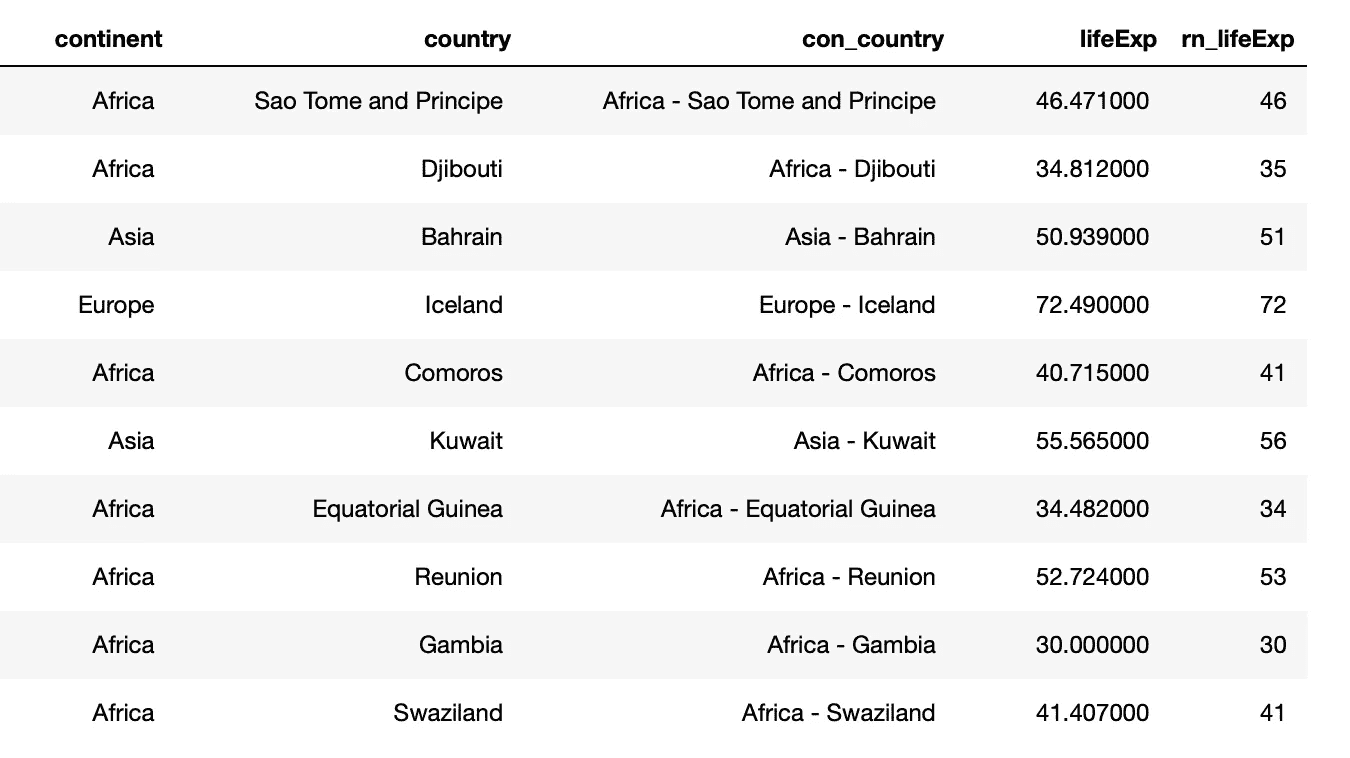 continent country con_country lifeExp rn_lifeExp
Africa Sao Tome and Principe Africa - Sao Tome and Principe 46.471000 46
Africa Djibouti Africa - Djibouti 34.812000 35
Asia Bahrain Asia - Bahrain 50.939000 51
Europe Iceland Europe - Iceland 72.490000 72
Africa Comoros Africa - Comoros 40.715000 41
Asia Kuwait Asia - Kuwait 55.565000 56
Africa Equatorial Guinea Africa - Equatorial Guinea 34.482000 34
Africa Reunion Africa - Reunion 52.724000 53
Africa Gambia Africa - Gambia 30.000000 30
Africa Swaziland Africa - Swaziland 41.407000 41